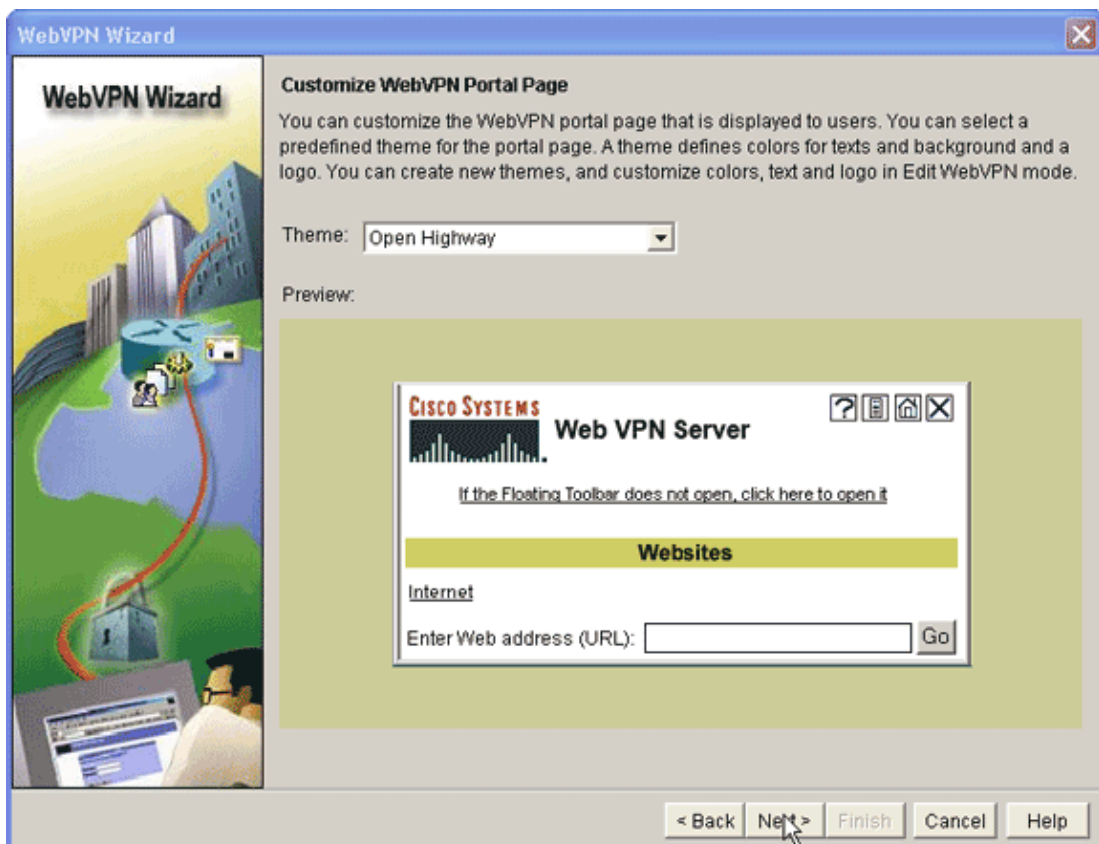 WebVPN Wizard
WebVPN Wizard
Customize WebVPN Portal Page
You can customize the WebVPN portal page that is displayed to users. You can select a
predefined theme for the portal page. A theme defines colors for texts and background and a
logo. You can create new themes, and customize colors, text and logo in Edit WebVPN mode.
Theme: Open Highway
Preview:
CISCO SYSTEMS
Web VPN Server
If the Floating Toolbar does not open, click here to open it
Websites
Internet
Enter Web address (URL): Go
< Back Next > Finish Cancel Help